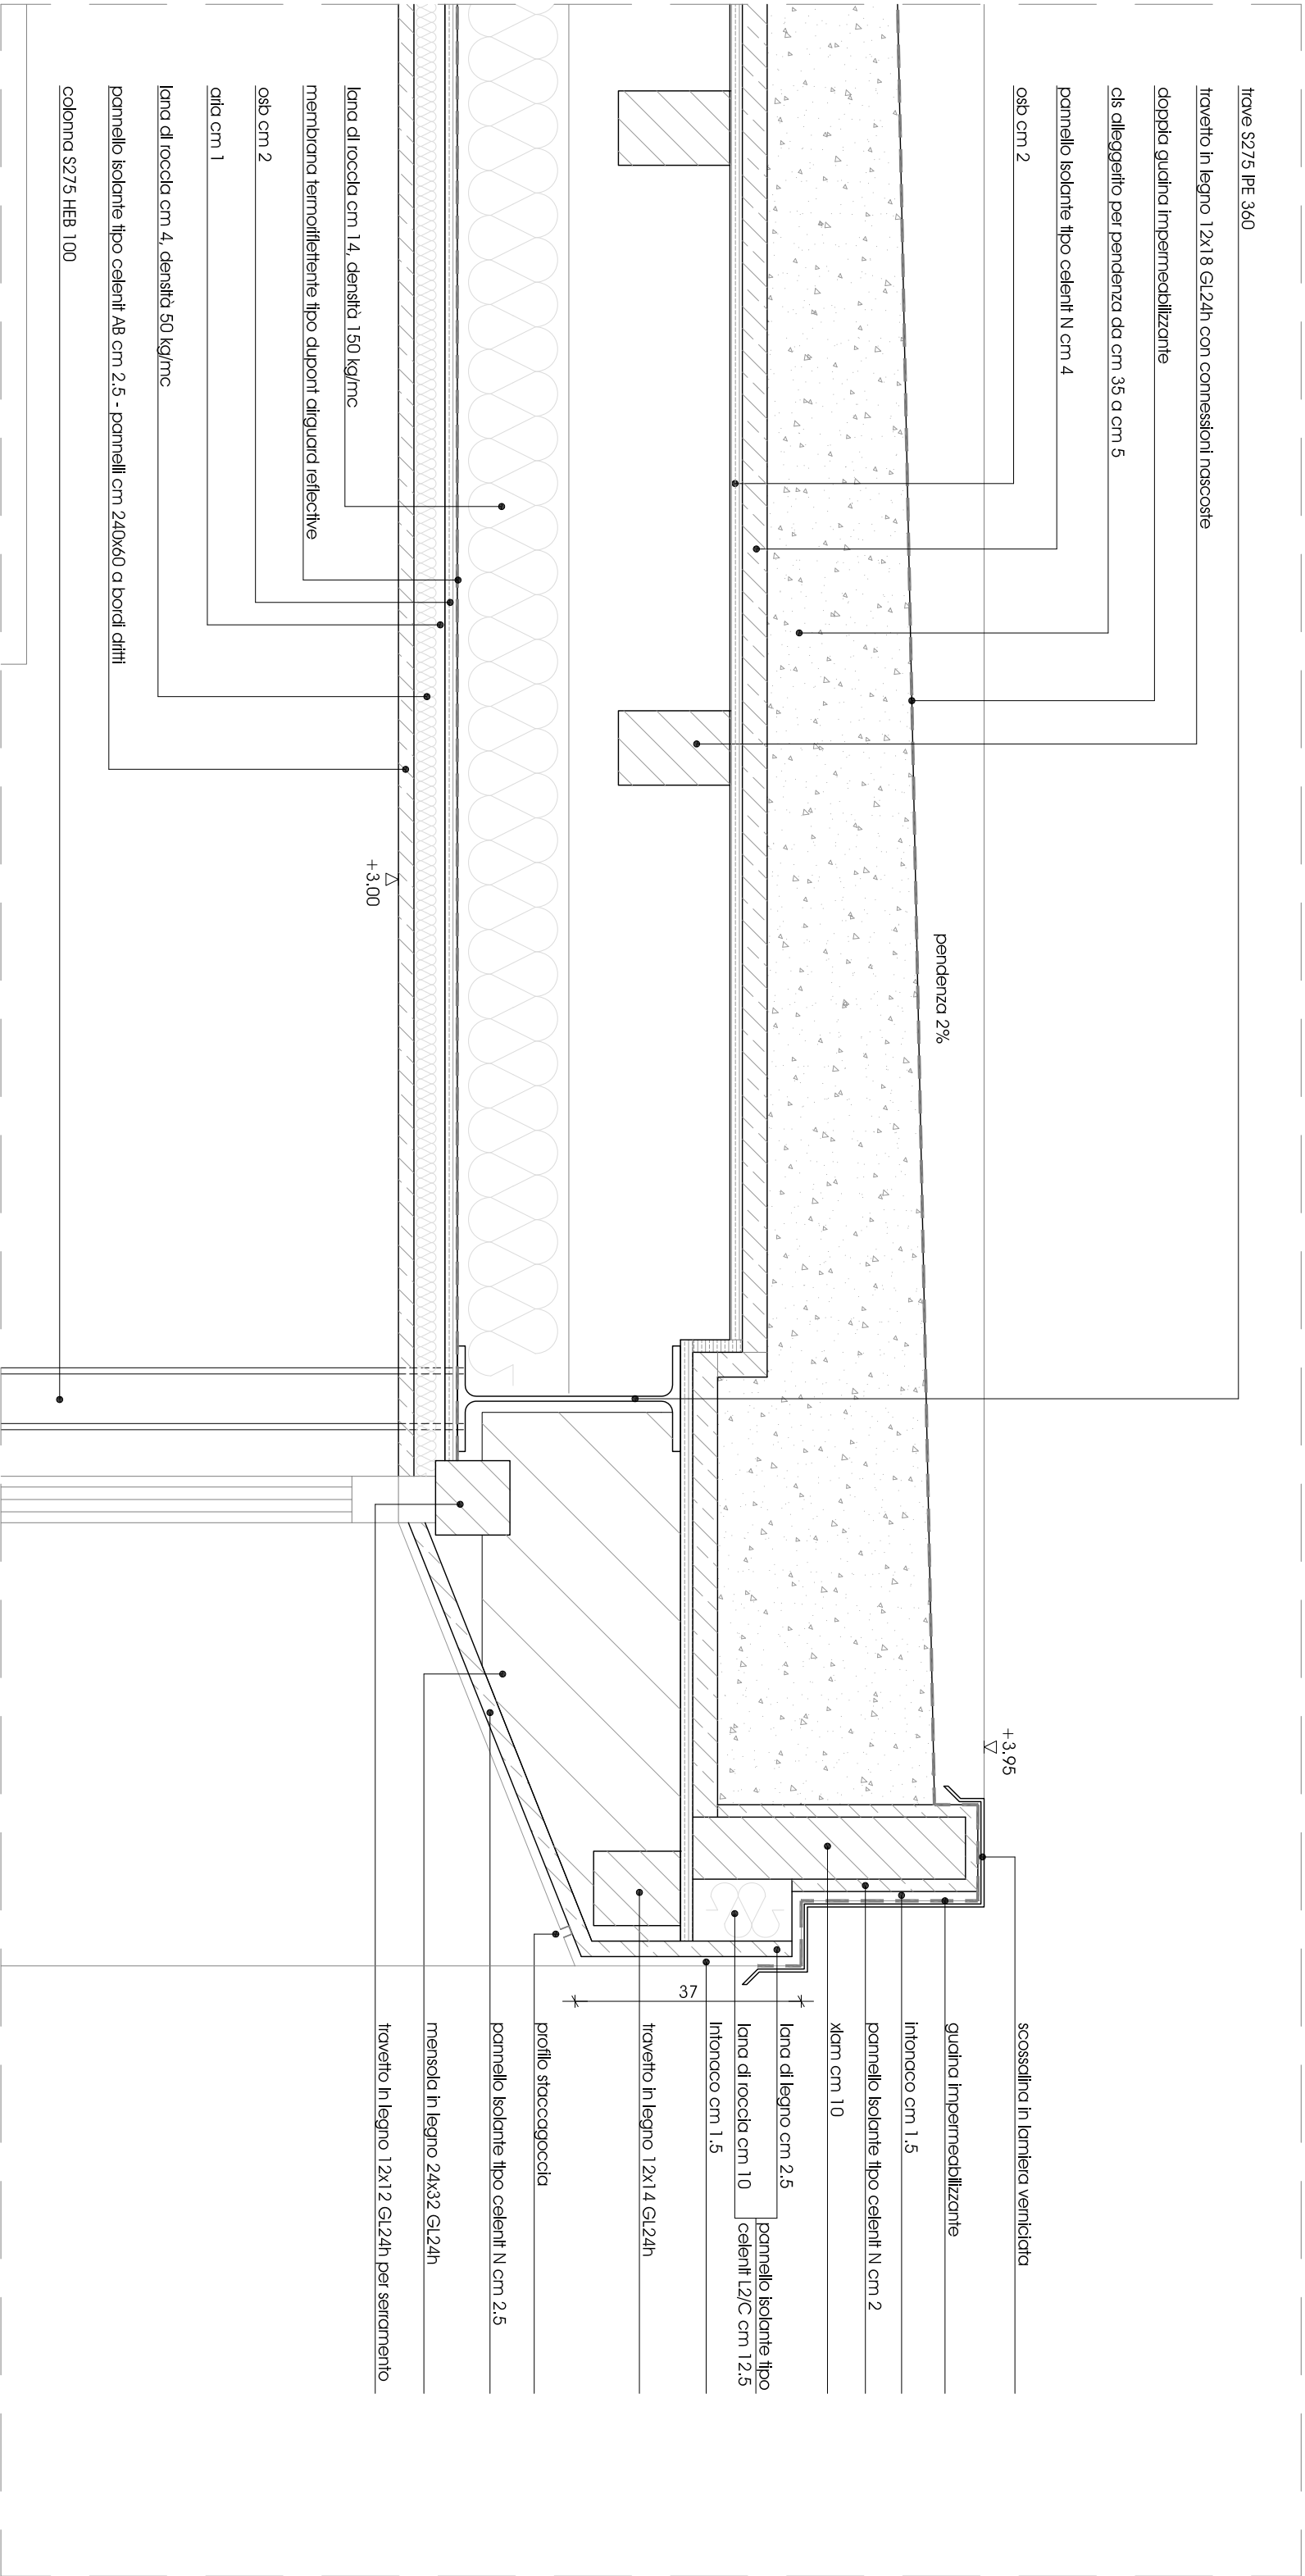 trave S275 IPE 360
travetto in legno 12x18 GL24h con connessioni nascoste
doppia guaina impermeabilizzante
cls alleggerito per pendenza da cm 35 a cm 5
pannello isolante tipo celenit N cm 4
osb cm 2
pendenza 2%
+3.95
scossalina in lamiera verniciata
guaina impermeabilizzante
intonaco cm 1.5
pannello isolante tipo celenit N cm 2
xlam cm 10
lana di legno cm 2.5
lana di roccia cm 10
pannello isolante tipo
celenit L2/C cm 12.5
intonaco cm 1.5
37
travetto in legno 12x14 GL24h
profilo staccagoccia
pannello isolante tipo celenit N cm 2.5
mensola in legno 24x32 GL24h
travetto in legno 12x12 GL24h per serramento
lana di roccia cm 14, densità 150 kg/mc
membrana termoriflettente tipo dupont airguard reflective
osb cm 2
aria cm 1
lana di roccia cm 4, densità 50 kg/mc
pannello isolante tipo celenit AB cm 2.5 - pannelli cm 240x60 a bordi dritti
colonna S275 HEB 100
+3.00